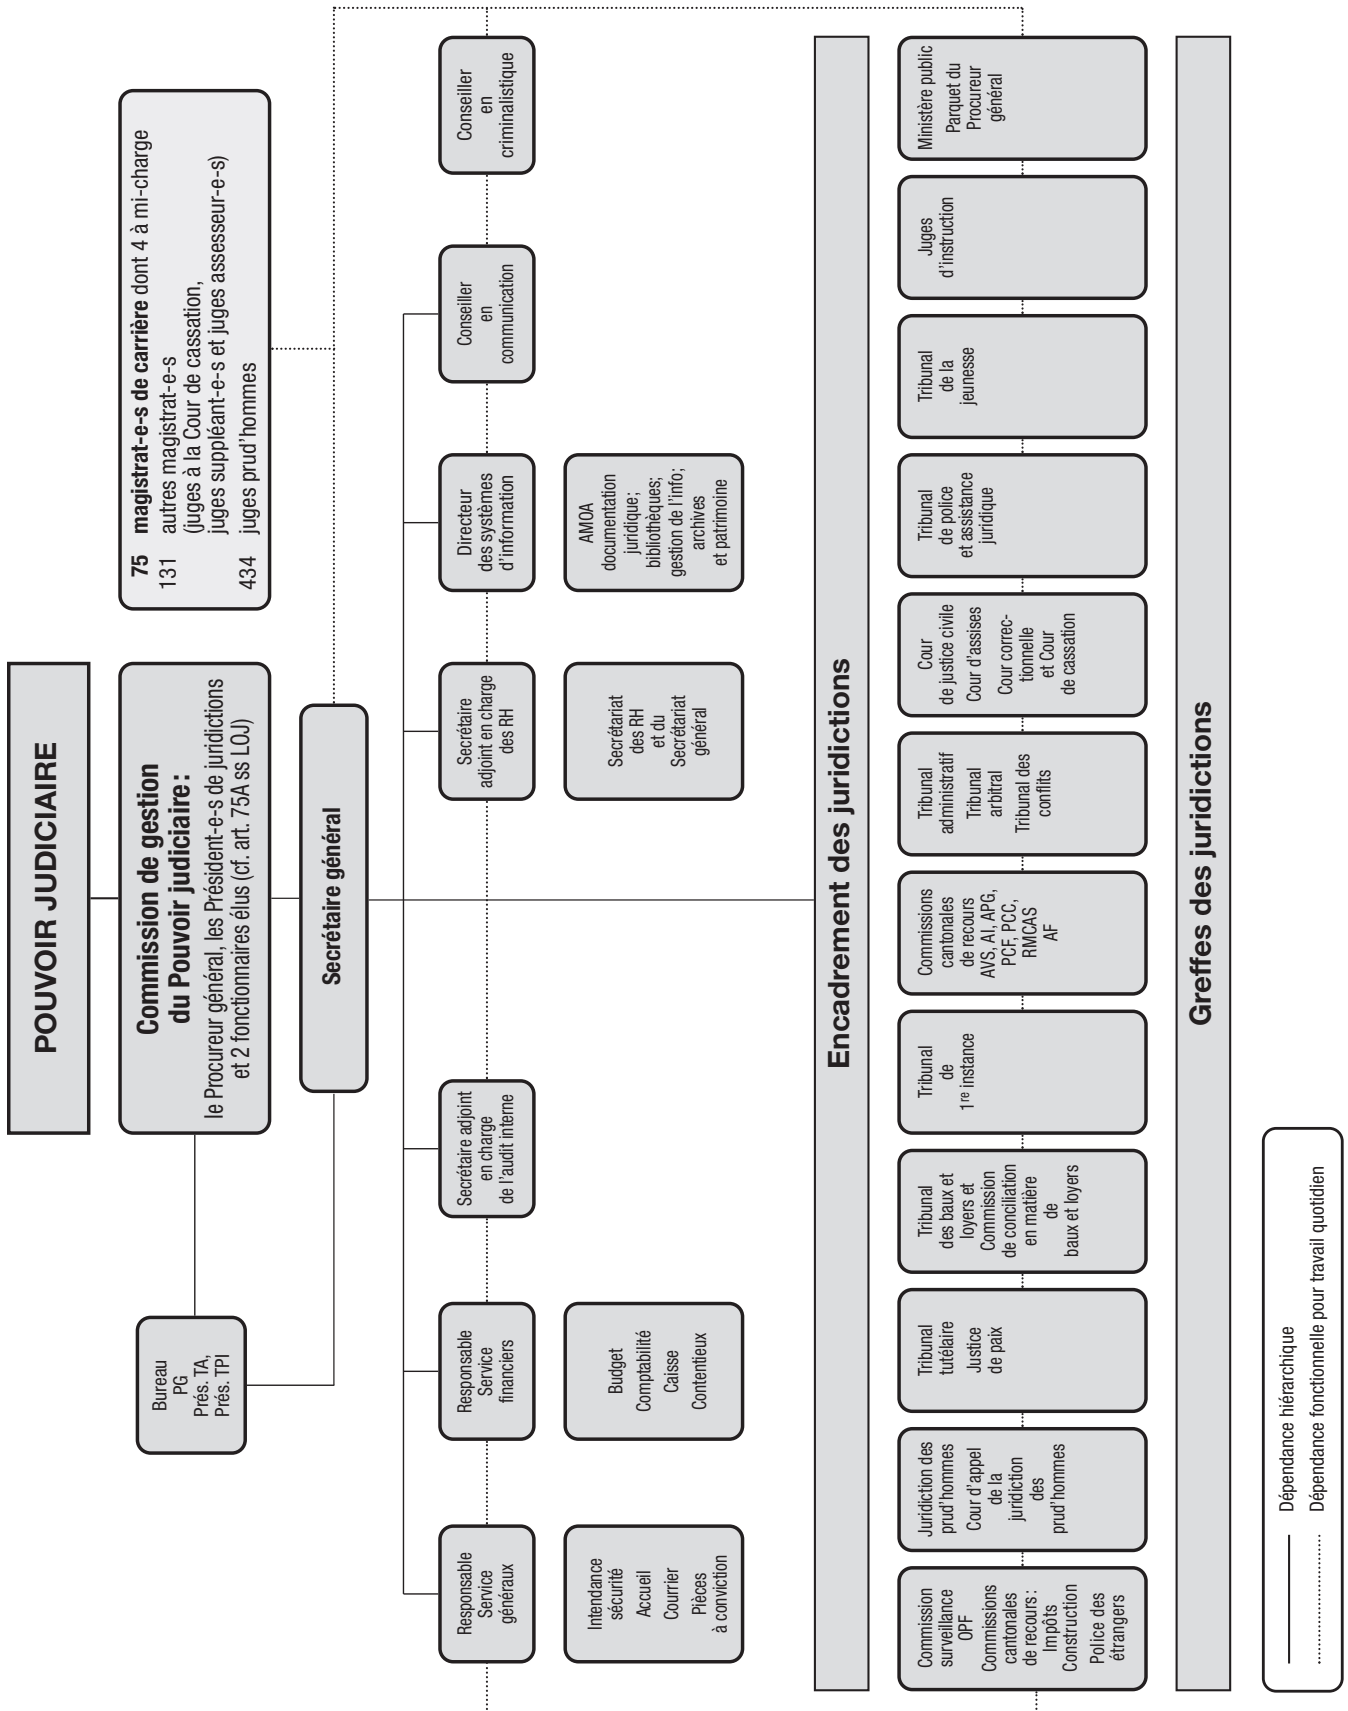 POUVOIR JUDICIAIRE
Commission de gestion
du Pouvoir judiciaire :
le Procureur général, les Président-e-s de juridictions
et 2 fonctionnaires élus (cf. art. 75A ss LOJ)
75 magistrat-e-s de carrière dont 4 à mi-charge
131 autres magistrat-e-s
(juges à la Cour de cassation,
juges suppléant-e-s et juges assesseur-e-s)
434 juges prud'hommes
Bureau
PG
Prés. TA,
Prés. TPI
Secrétaire général
Responsable
Service
généraux
Responsable
Service
financiers
Secrétaire adjoint
en charge
de l'audit interne
Secrétaire
adjoint en charge
des RH
Directeur
des systèmes
d'information
Conseiller
en
communication
Conseiller
en
criminalistique
Intendance
sécurité
Accueil
Courrier
Pièces
à conviction
Budget
Comptabilité
Caisse
Contentieux
Secrétariat
des RH
et du
Secrétariat
général
AMOA
documentation
juridique;
bibliothèques;
gestion de l'info;
archives
et patrimoine
Encadrement des juridictions
Commission
surveillance
OPF
Commissions
cantonales
de recours :
Impôts
Construction
Police des
étrangers
Juridiction des
prud'hommes
Cour d'appel
de la
juridiction
des
prud'hommes
Tribunal
tutélaire
Justice
de paix
Tribunal
des baux et
loyers et
Commission
de conciliation
en matière
de
baux et loyers
Tribunal
de
1re instance
Commissions
cantonales
de recours
AVS, AI, APG,
PCF, PCC,
RMCAS
AF
Tribunal
administratif
Tribunal
arbitral
Tribunal des
conflits
Cour
de justice civile
Cour d'assises
Cour correc-
tionnelle
et Cour
de cassation
Tribunal
de police
et assistance
juridique
Tribunal
de la
jeunesse
Juges
d'instruction
Ministère public
Parquet du
Procureur
général
Greffes des juridictions
Dépendance hiérarchique
Dépendance fonctionnelle pour travail quotidien